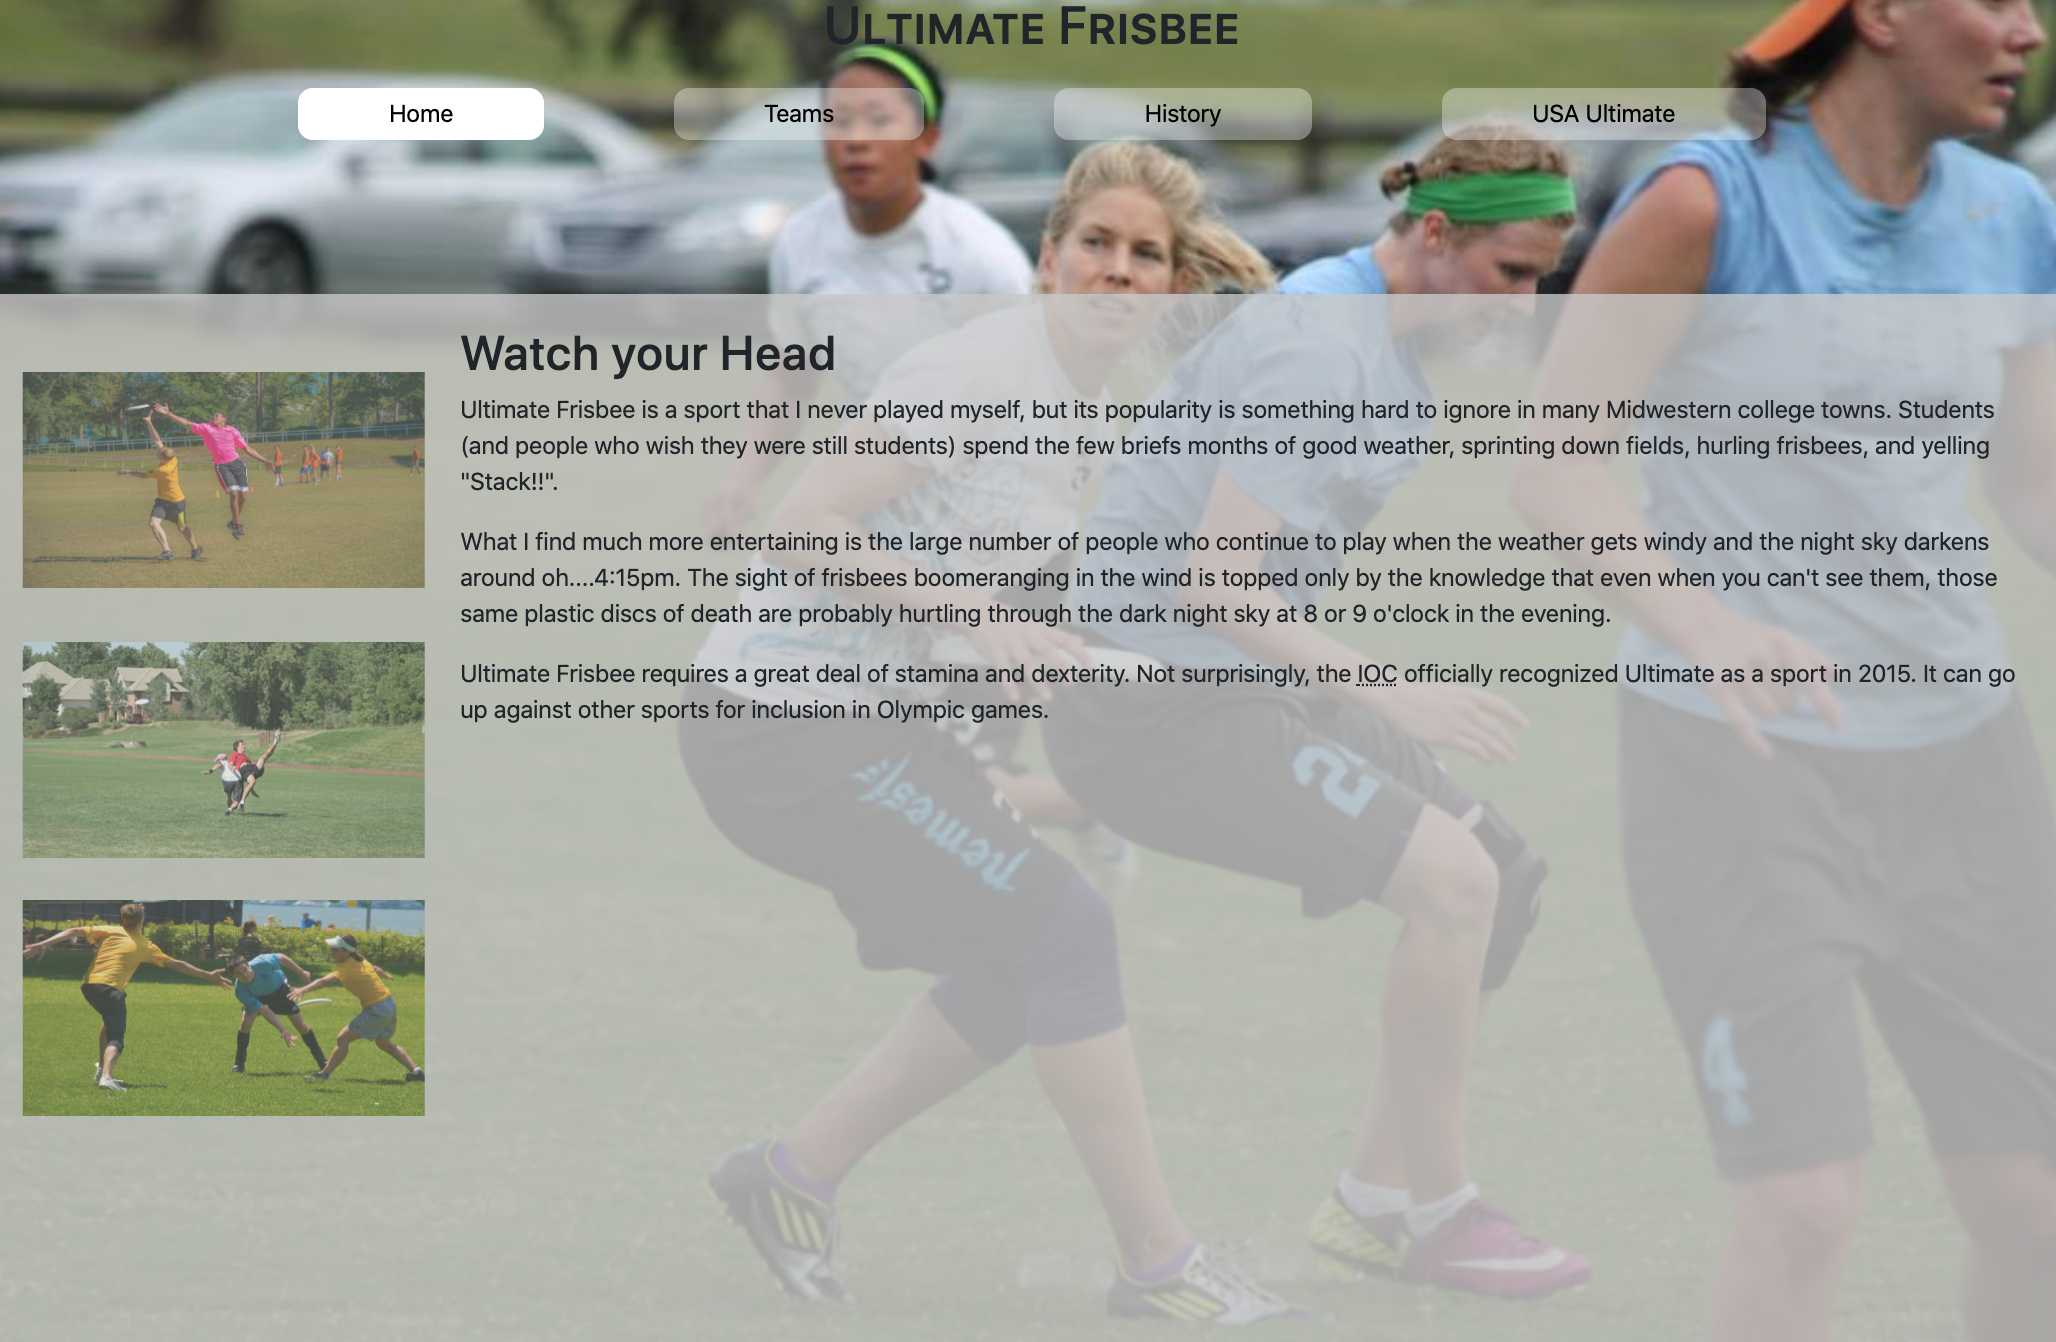 Ultimate Frisbee
Home
Teams
History
USA Ultimate
Watch your Head
Ultimate Frisbee is a sport that I never played myself, but its popularity is something hard to ignore in many Midwestern college towns. Students
(and people who wish they were still students) spend the few briefs months of good weather, sprinting down fields, hurling frisbees, and yelling
"Stack!!".
What I find much more entertaining is the large number of people who continue to play when the weather gets windy and the night sky darkens
around oh....4:15pm. The sight of frisbees boomeranging in the wind is topped only by the knowledge that even when you can't see them, those
same plastic discs of death are probably hurtling through the dark night sky at 8 or 9 o'clock in the evening.
Ultimate Frisbee requires a great deal of stamina and dexterity. Not surprisingly, the IOC officially recognized Ultimate as a sport in 2015. It can go
up against other sports for inclusion in Olympic games.
2
nemesis
4